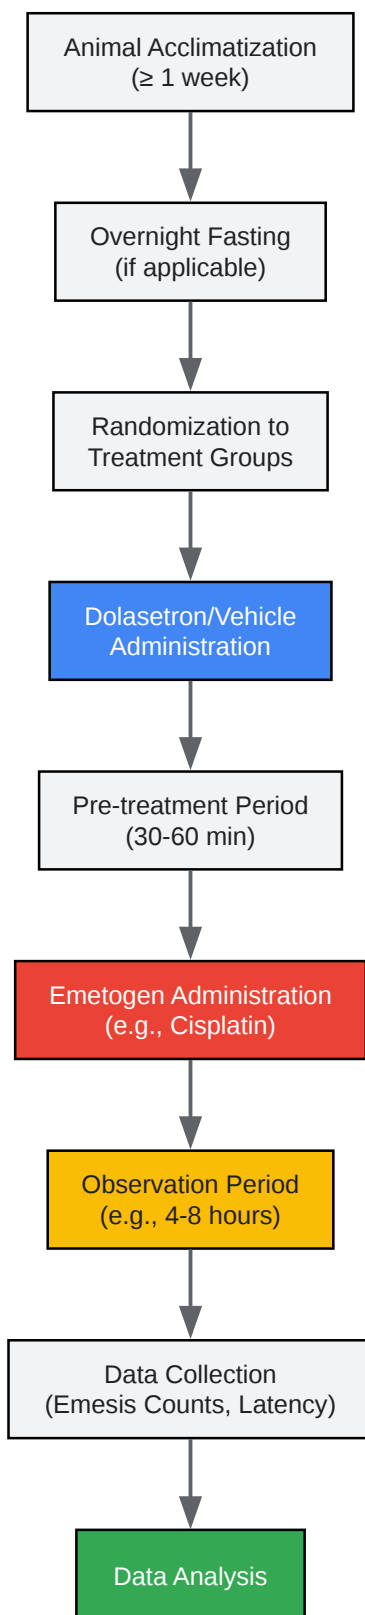 Animal Acclimatization
(≥ 1 week)
Overnight Fasting
(if applicable)
Randomization to
Treatment Groups
Dolasetron/Vehicle
Administration
Pre-treatment Period
(30-60 min)
Emetogen Administration
(e.g., Cisplatin)
Observation Period
(e.g., 4-8 hours)
Data Collection
(Emesis Counts, Latency)
Data Analysis